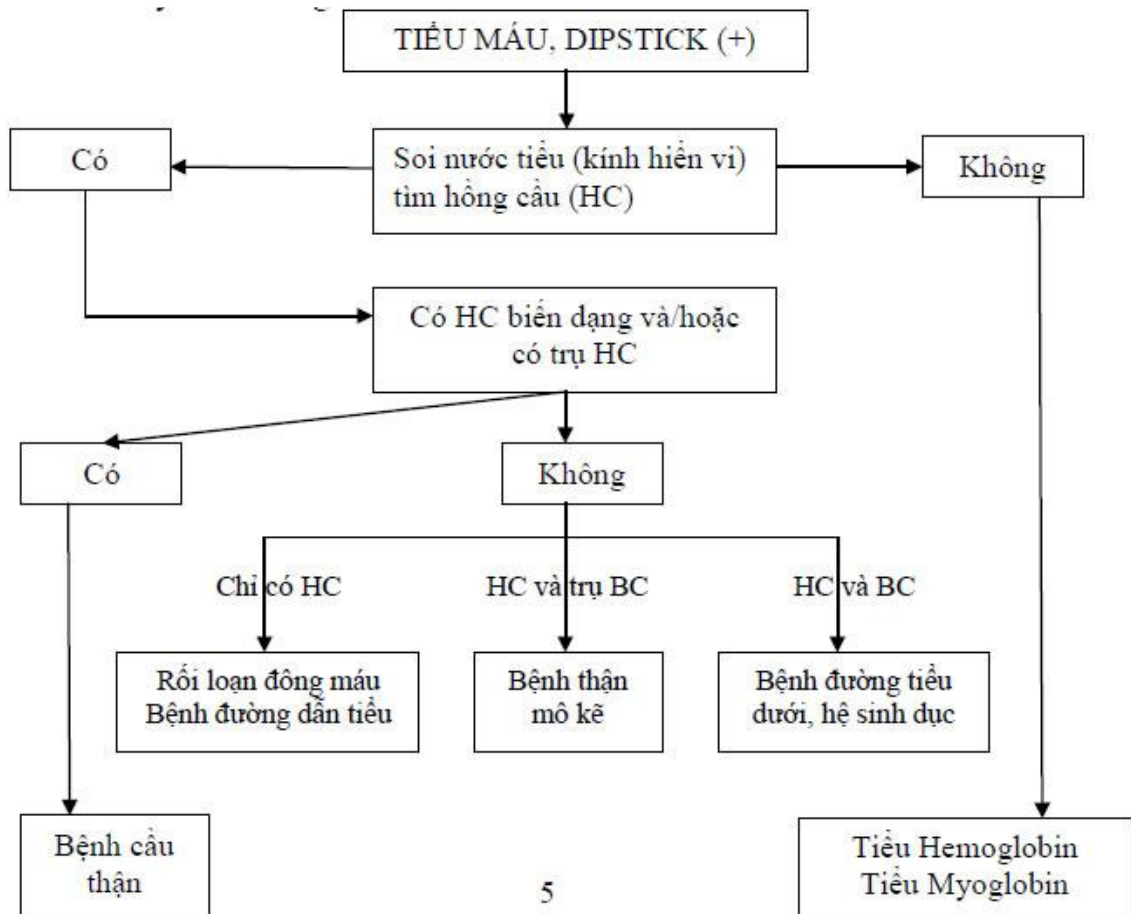 TIỂU MÁU, DIPSTICK (+)
Có
Soi nước tiểu (kính hiển vi)
tìm hồng cầu (HC)
Không
Có HC biến dạng và/hoặc
có trụ HC
Có
Không
Chỉ có HC
HC và trụ BC
HC và BC
Rối loạn đông máu
Bệnh đường dẫn tiểu
Bệnh thận
mô kẽ
Bệnh đường tiểu
dưới, hệ sinh dục
Bệnh cầu
thận
Tiểu Hemoglobin
Tiểu Myoglobin
5